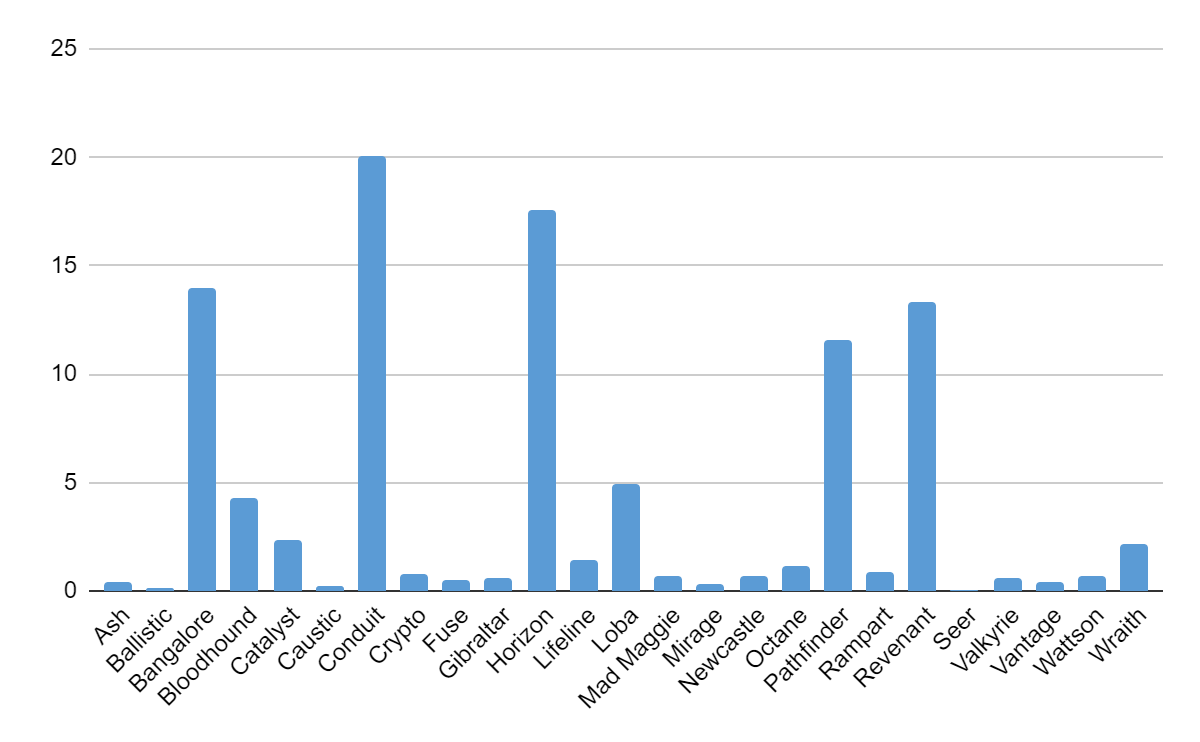 25
20
15
10
5
0
Ash
Ballistic
Bangalore
Bloodhound
Catalyst
Caustic
Conduit
Crypto
Fuse
Gibraltar
Horizon
Lifeline
Loba
Mad Maggie
Mirage
Newcastle
Octane
Pathfinder
Rampart
Revenant
Seer
Valkyrie
Vantage
Wattson
Wraith